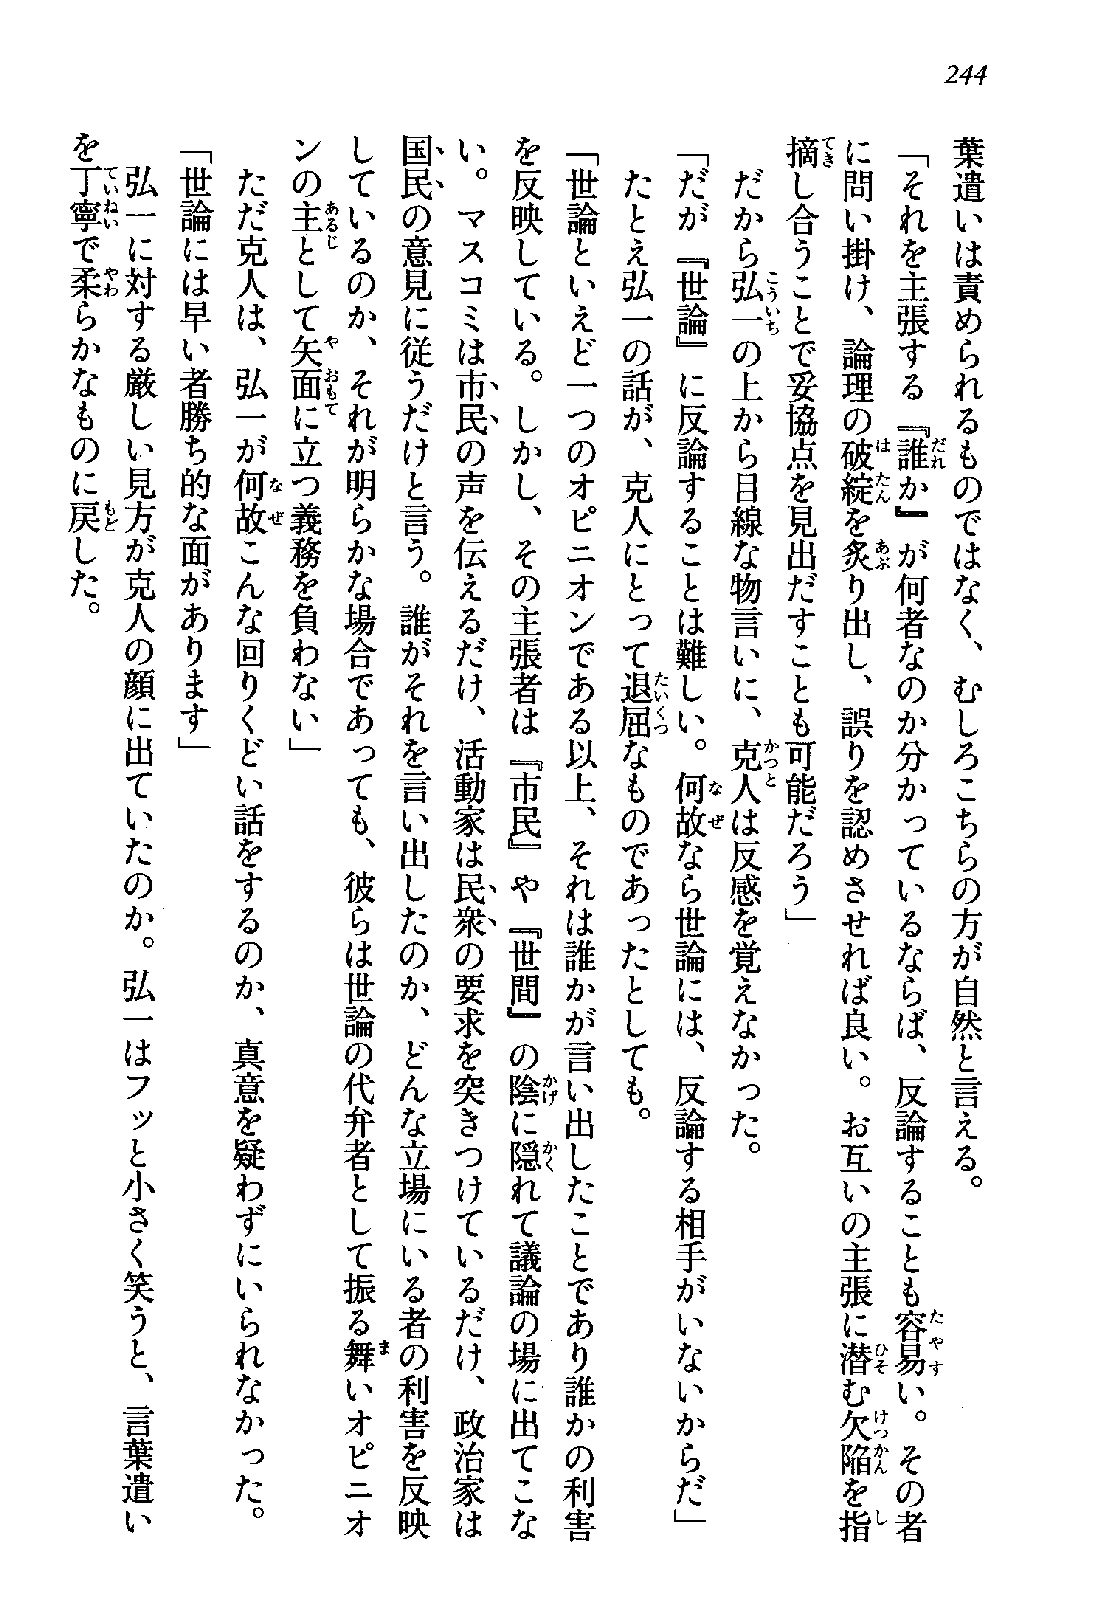 244
葉遣いは責められるものではなく、むしろこちらの方が自然と言える。
「それを主張する『誰か』が何者なのか分かっているならば、反論することも容易い。その者
に問い掛け、論理の破綻を炙り出し、誤りを認めさせれば良い。お互いの主張に潜む欠陥を指
摘し合うことで妥協点を見出だすことも可能だろう」
だから弘一の上から目線な物言いに、克人は反感を覚えなかった。
「だが『世論』に反論することは難しい。何故なら世論には、反論する相手がいないからだ」
たとえ弘一の話が、克人にとって退屈なものであったとしても。
「世論といえど一つのオピニオンである以上、それは誰かが言い出したことであり誰かの利害
を反映している。しかし、その主張者は『市民』や『世間』の陰に隠れて議論の場に出てこな
い。マスコミは市民の声を伝えるだけ、活動家は民衆の要求を突きつけているだけ、政治家は
国民の意見に従うだけと言う。誰がそれを言い出したのか、どんな立場にいる者の利害を反映
しているのか、それが明らかな場合であっても、彼らは世論の代弁者として振る舞いオピニオ
ンの主として矢面に立つ義務を負わない」
ただ克人は、弘一が何故こんな回りくどい話をするのか、真意を疑わずにいられなかった。
「世論には早い者勝ち的な面があります」
弘一に対する厳しい見方が克人の顔に出ていたのか。弘一はフッと小さく笑うと、言葉遣い
を丁寧で柔らかなものに戻した。